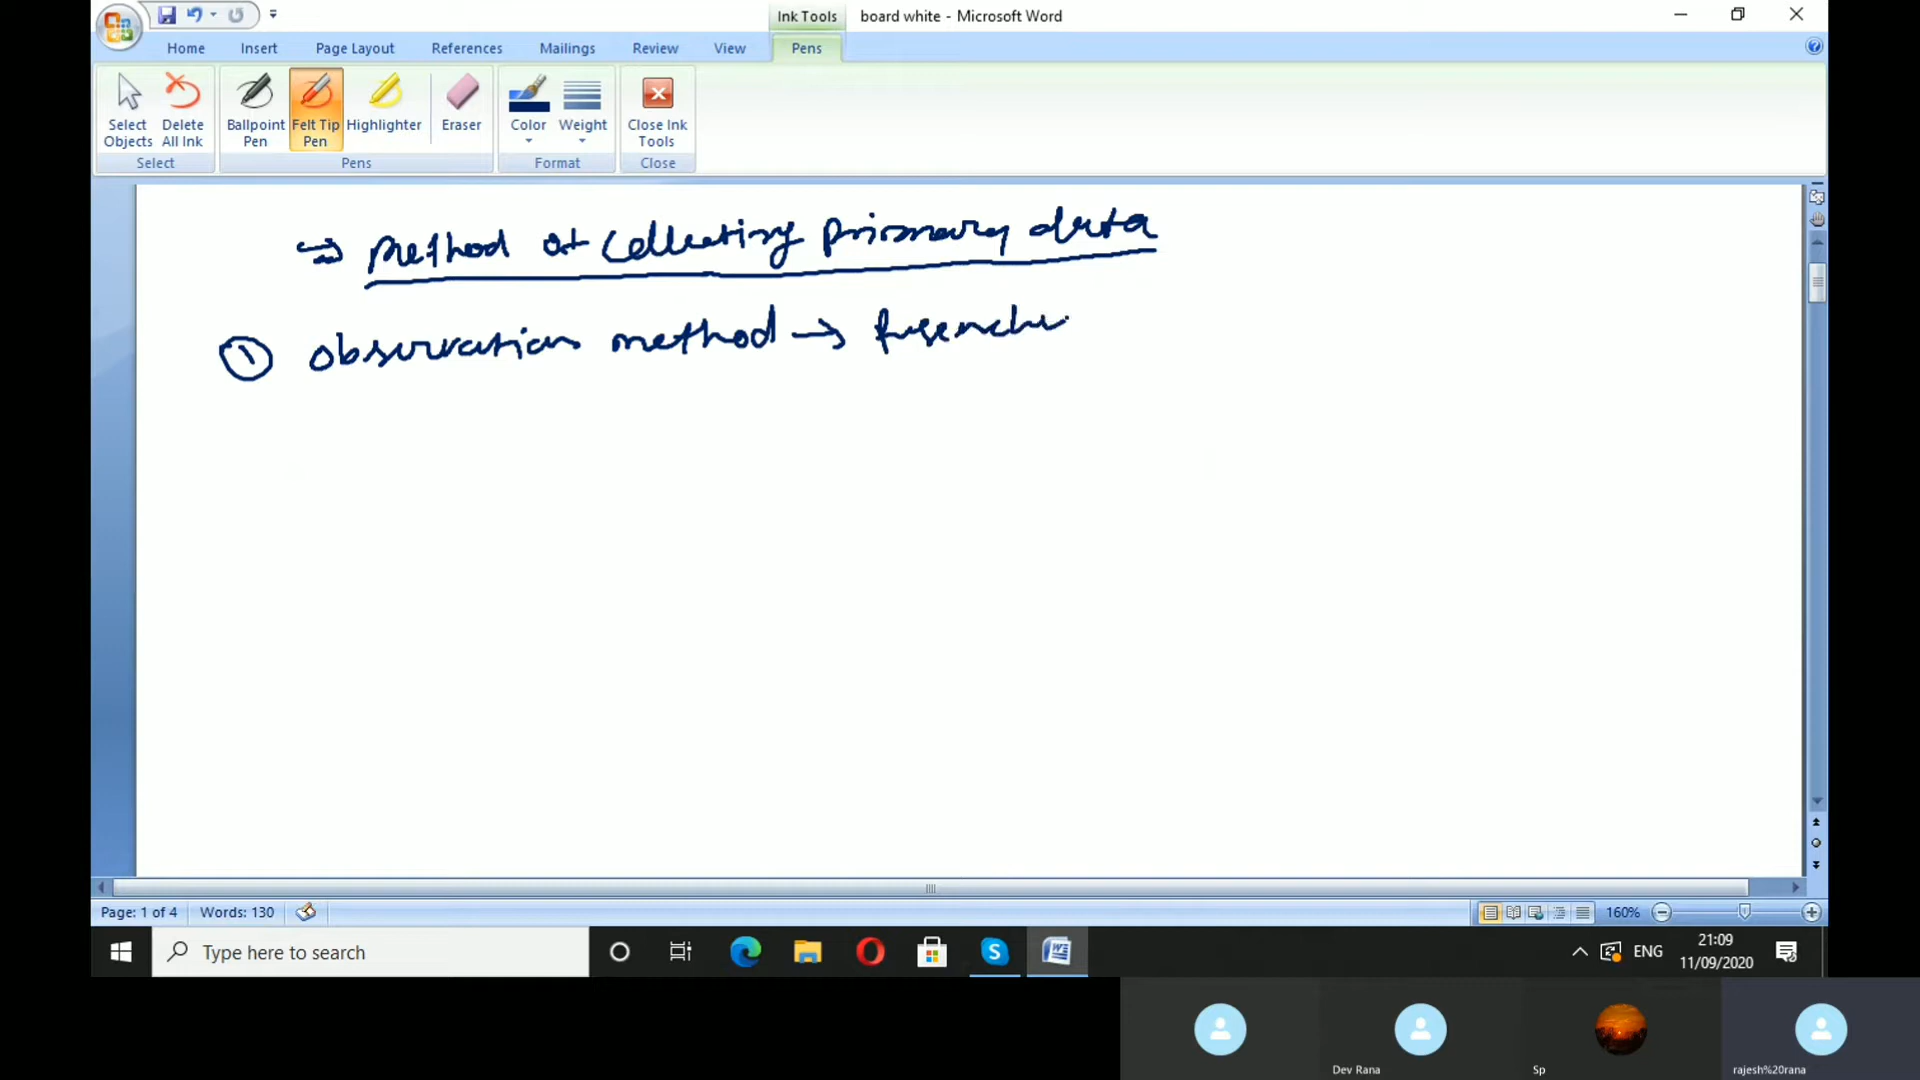 Ink Tools board white - Microsoft Word
Home Insert Page Layout References Mailings Review View Pens
Select Objects Delete All Ink Ballpoint Pen Felt Tip Pen Highlighter Eraser Color Weight Close Ink Tools
Select Pens Format Close
→ Method of Collecting primary data
① observation method →
Page: 1 of 4 Words: 130 160%
Type here to search ENG 21:09
11/09/2020
Dev Rana Sp rajesh%20rana